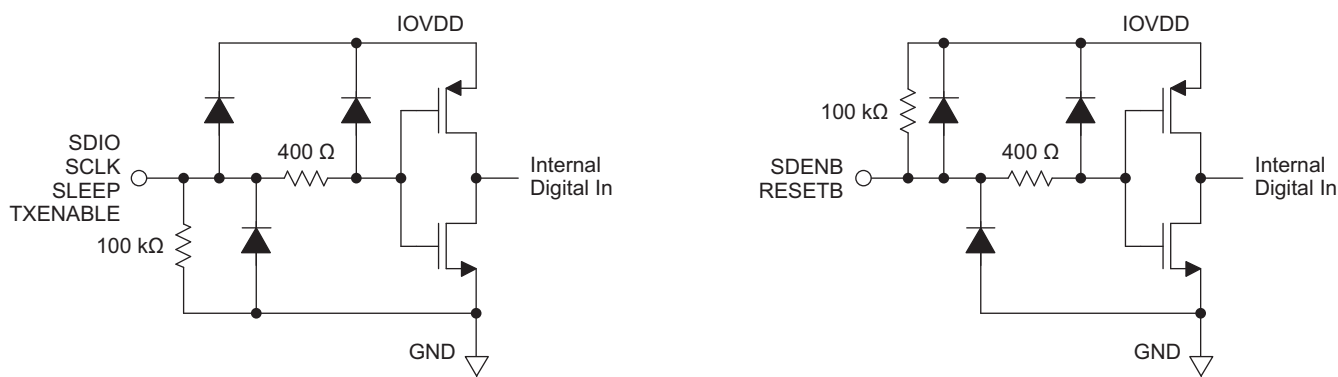 IOVDD
SDIO
SCLK
SLEEP
TXENABLE
400 Ω
100 kΩ
Internal
Digital In
GND
IOVDD
100 kΩ
SDENB
RESETB
400 Ω
Internal
Digital In
GND